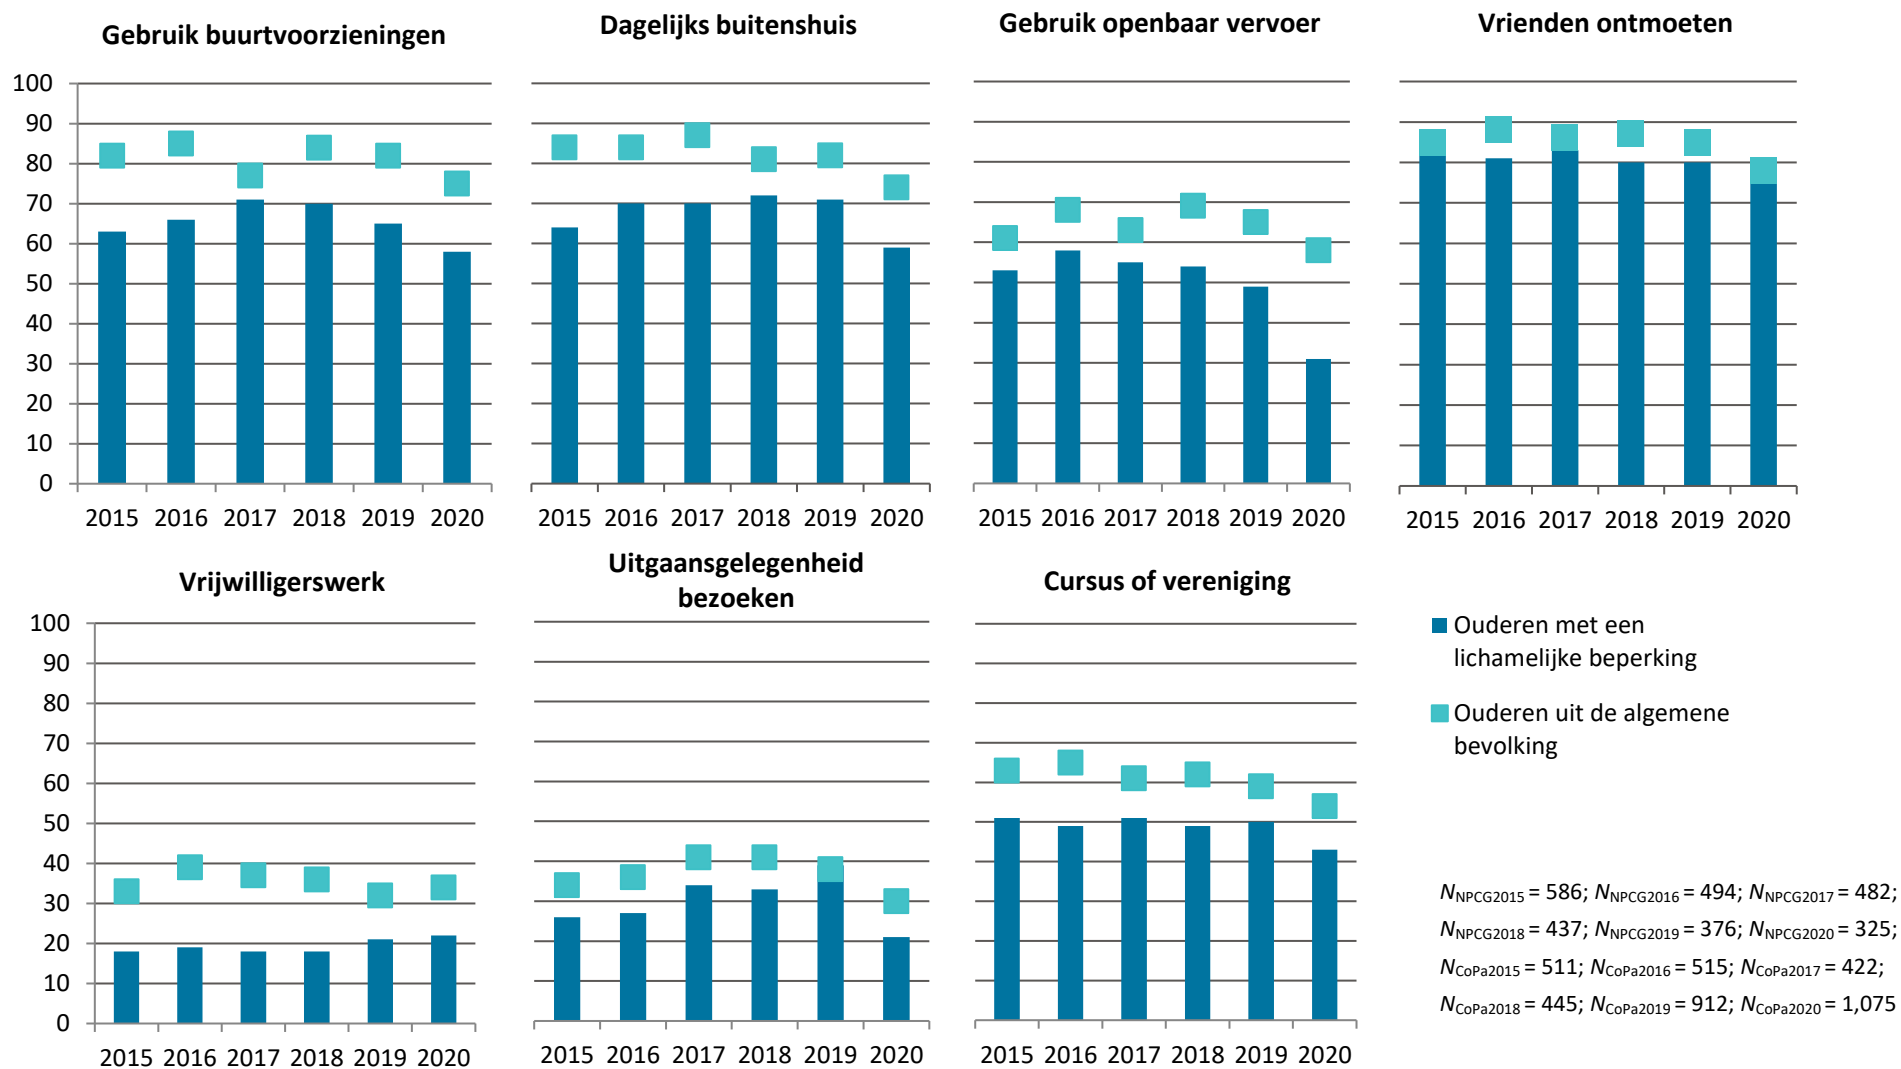 Gebruik buurtvoorzieningen
100
90
80
70
60
50
40
30
20
10
0
2015 2016 2017 2018 2019 2020
Dagelijks buitenshuis
2015 2016 2017 2018 2019 2020
Gebruik openbaar vervoer
2015 2016 2017 2018 2019 2020
Vrienden ontmoeten
2015 2016 2017 2018 2019 2020
Vrijwilligerswerk
100
90
80
70
60
50
40
30
20
10
0
2015 2016 2017 2018 2019 2020
Uitgaansgelegenheid
bezoeken
2015 2016 2017 2018 2019 2020
Cursus of vereniging
2015 2016 2017 2018 2019 2020
Ouderen met een
lichamelijke beperking
Ouderen uit de algemene
bevolking
NNPCG2015 = 586; NNPCG2016 = 494; NNPCG2017 = 482;
NNPCG2018 = 437; NNPCG2019 = 376; NNPCG2020 = 325;
NCoPa2015 = 511; NCoPa2016 = 515; NCoPa2017 = 422;
NCoPa2018 = 445; NCoPa2019 = 912; NCoPa2020 = 1,075